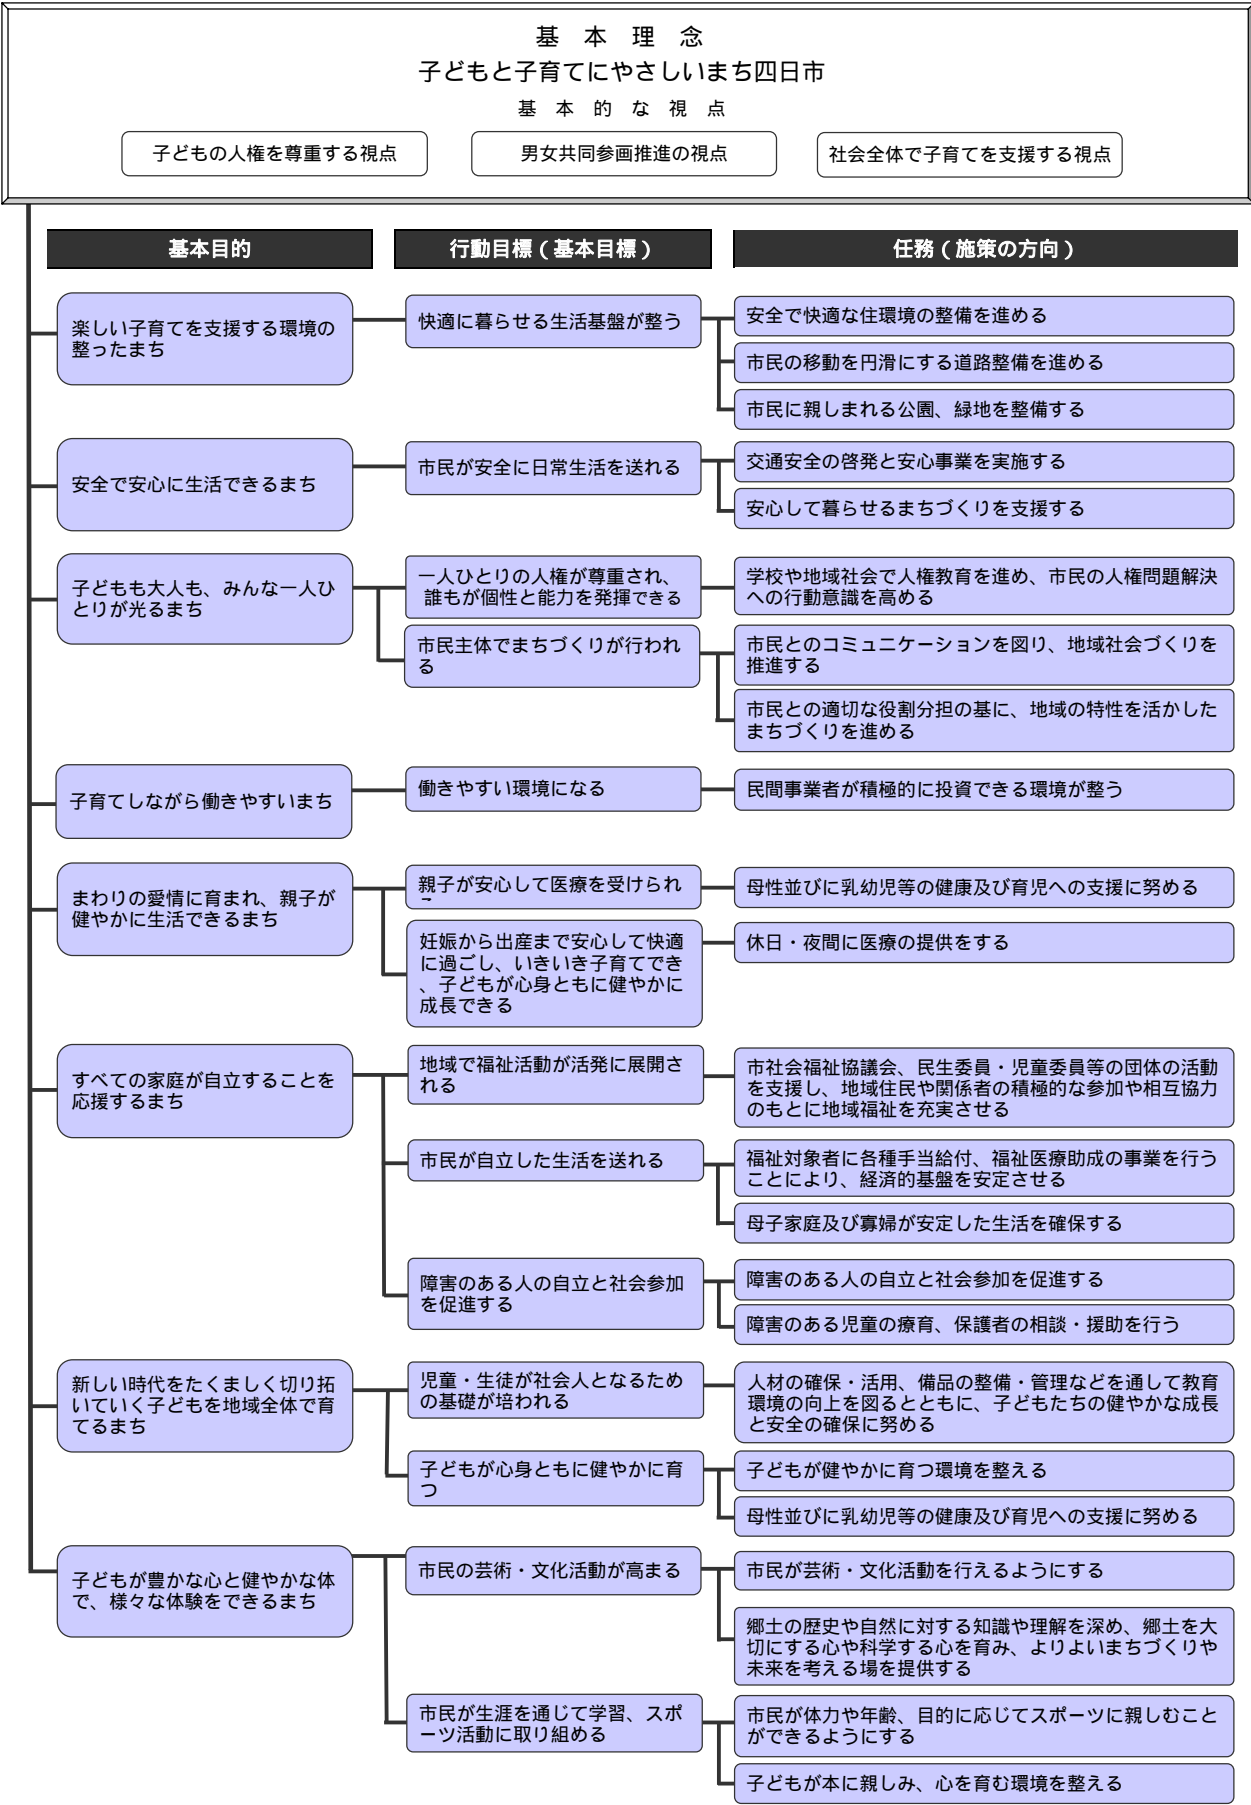 基 本 理 念
子どもと子育てにやさしいまち四日市
基 本 的 な 視 点
子どもの人権を尊重する視点
男女共同参画推進の視点
社会全体で子育てを支援する視点
基本目的
行動目標（基本目標）
任務（施策の方向）
楽しい子育てを支援する環境の
整ったまち
快適に暮らせる生活基盤が整う
安全で快適な住環境の整備を進める
市民の移動を円滑にする道路整備を進める
市民に親しまれる公園、緑地を整備する
安全で安心に生活できるまち
市民が安全に日常生活を送れる
交通安全の啓発と安心事業を実施する
安心して暮らせるまちづくりを支援する
子どもも大人も、みんな一人ひ
とりが光るまち
一人ひとりの人権が尊重され、
誰もが個性と能力を発揮できる
学校や地域社会で人権教育を進め、市民の人権問題解決
への行動意識を高める
市民主体でまちづくりが行われ
る
市民とのコミュニケーションを図り、地域社会づくりを
推進する
市民との適切な役割分担の基に、地域の特性を活かした
まちづくりを進める
子育てしながら働きやすいまち
働きやすい環境になる
民間事業者が積極的に投資できる環境が整う
まわりの愛情に育まれ、親子が
健やかに生活できるまち
親子が安心して医療を受けられ
母性並びに乳幼児等の健康及び育児への支援に努める
妊娠から出産まで安心して快適
に過ごし、いきいき子育てでき
、子どもが心身ともに健やかに
成長できる
休日・夜間に医療の提供をする
すべての家庭が自立することを
応援するまち
地域で福祉活動が活発に展開さ
れる
市社会福祉協議会、民生委員・児童委員等の団体の活動
を支援し、地域住民や関係者の積極的な参加や相互協力
のもとに地域福祉を充実させる
市民が自立した生活を送れる
福祉対象者に各種手当給付、福祉医療助成の事業を行う
ことにより、経済的基盤を安定させる
母子家庭及び寡婦が安定した生活を確保する
障害のある人の自立と社会参加
を促進する
障害のある人の自立と社会参加を促進する
障害のある児童の療育、保護者の相談・援助を行う
新しい時代をたくましく切り拓
いていく子どもを地域全体で育
てるまち
児童・生徒が社会人となるため
の基礎が培われる
人材の確保・活用、備品の整備・管理などを通して教育
環境の向上を図るとともに、子どもたちの健やかな成長
と安全の確保に努める
子どもが心身ともに健やかに育
つ
子どもが健やかに育つ環境を整える
母性並びに乳幼児等の健康及び育児への支援に努める
子どもが豊かな心と健やかな体
で、様々な体験をできるまち
市民の芸術・文化活動が高まる
市民が芸術・文化活動を行えるようにする
郷土の歴史や自然に対する知識や理解を深め、郷土を大
切にする心や科学する心を育み、よりよいまちづくりや
未来を考える場を提供する
市民が生涯を通じて学習、スポ
ーツ活動に取り組める
市民が体力や年齢、目的に応じてスポーツに親しむこと
ができるようにする
子どもが本に親しみ、心を育む環境を整える